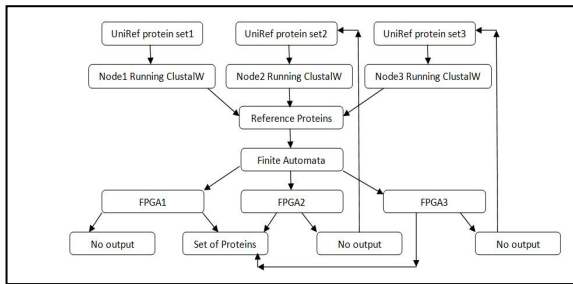 UniRef protein set1
UniRef protein set2
UniRef protein set3
Node1 Running ClustalW
Node2 Running ClustalW
Node3 Running ClustalW
Reference Proteins
Finite Automata
FPGA1
FPGA2
FPGA3
No output
Set of Proteins
No output
No output